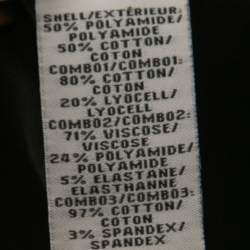 SHELL/EXTÉRIEUR:
50% POLYAMIDE/
POLYAMIDE
50% COTTON/
COTON
COMBO1/COMBO1:
80% COTTON/
COTON
20% LYOCELL/
LYOCELL
COMBO2/COMBO2:
71% VISCOSE/
VISCOSE
24% POLYAMIDE/
POLYAMIDE
5% ELASTANE/
ELASTHANNE
COMBO3/COMBO3:
97% COTTON/
COTON
3% SPANDEX/
SPANDEX